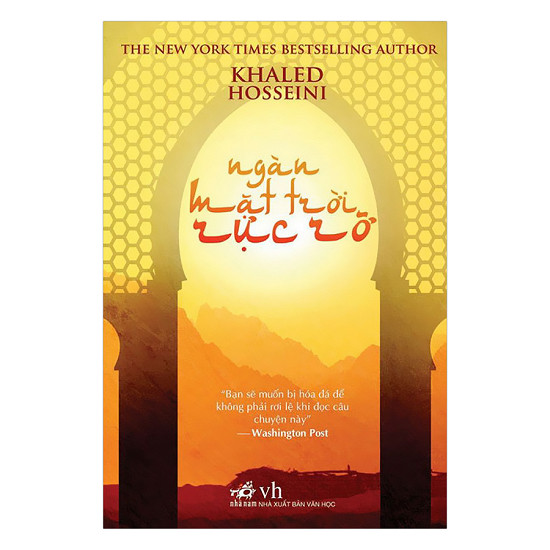 THE NEW YORK TIMES BESTSELLING AUTHOR
KHALED
HOSSEINI
ngàn
mặt trời
rực rỡ
“Bạn sẽ muốn bị hóa đá để
không phải rơi lệ khi đọc câu
chuyện này”
— Washington Post
nhã nam
vh
NHÀ XUẤT BẢN VĂN HỌC